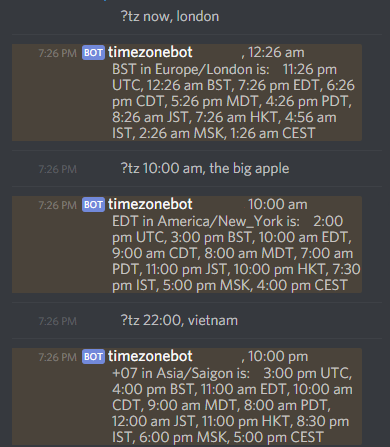 ?tz now, london
7:26 PM BOT timezonebot , 12:26 am
BST in Europe/London is: 11:26 pm
UTC, 12:26 am BST, 7:26 pm EDT, 6:26
pm CDT, 5:26 pm MDT, 4:26 pm PDT,
8:26 am JST, 7:26 am HKT, 4:56 am
IST, 2:26 am MSK, 1:26 am CEST
7:26 PM ?tz 10:00 am, the big apple
7:26 PM BOT timezonebot 10:00 am
EDT in America/New_York is: 2:00
pm UTC, 3:00 pm BST, 10:00 am EDT,
9:00 am CDT, 8:00 am MDT, 7:00 am
PDT, 11:00 pm JST, 10:00 pm HKT, 7:30
pm IST, 5:00 pm MSK, 4:00 pm CEST
7:26 PM ?tz 22:00, vietnam
7:26 PM BOT timezonebot , 10:00 pm
+07 in Asia/Saigon is: 3:00 pm UTC,
4:00 pm BST, 11:00 am EDT, 10:00 am
CDT, 9:00 am MDT, 8:00 am PDT,
12:00 am JST, 11:00 pm HKT, 8:30 pm
IST, 6:00 pm MSK, 5:00 pm CEST